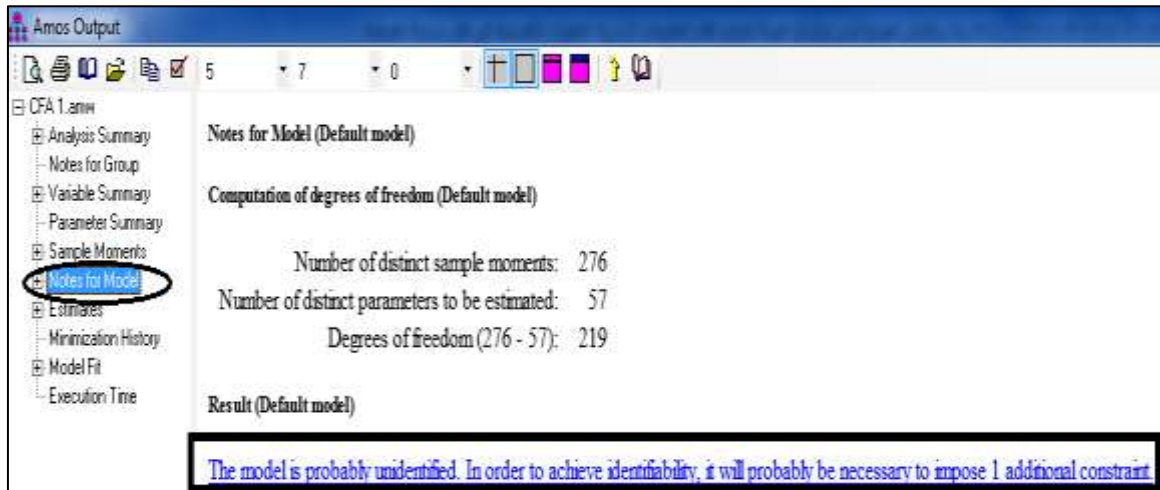 Amos Output
5 7 0
CFA 1.amw
Analysis Summary
Notes for Group
Variable Summary
Parameter Summary
Sample Moments
Notes for Model
Estimates
Minimization History
Model Fit
Execution Time
Notes for Model (Default model)
Computation of degrees of freedom (Default model)
Number of distinct sample moments: 276
Number of distinct parameters to be estimated: 57
Degrees of freedom (276 - 57): 219
Result (Default model)
The model is probably unidentified. In order to achieve identifiability, it will probably be necessary to impose 1 additional constraint.